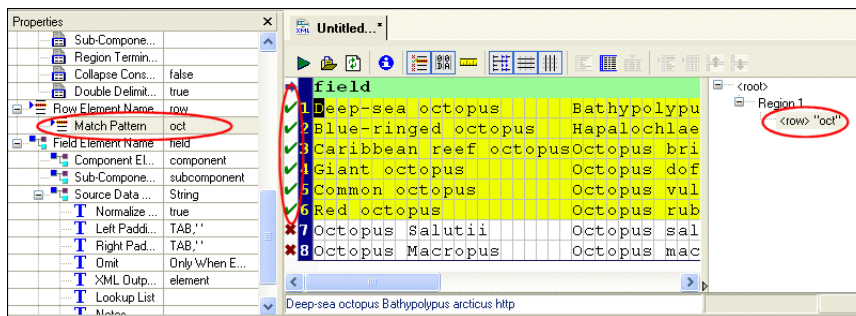 Properties
Sub-Compone...
Region Termin...
Collapse Cons... false
Double Delimit... true
Row Element Name row
Match Pattern oct
Field Element Name field
Component El... component
Sub-Compone... subcomponent
Source Data ... String
Normalize ... true
Left Paddi... TAB,' '
Right Pad... TAB,' '
Omit Only When E...
XML Outp... element
Lookup List
Notes
XML Untitled...*
field
1 Deep-sea octopus Bathypolypu
2 Blue-ringed octopus Hapalochlae
3 Caribbean reef octopus Octopus bri
4 Giant octopus Octopus dof
5 Common octopus Octopus vul
6 Red octopus Octopus rub
7 Octopus Salutii Octopus sal
8 Octopus Macropus Octopus mac
Deep-sea octopus Bathypolypus arcticus http
<root>
Region 1
<row> "oct"